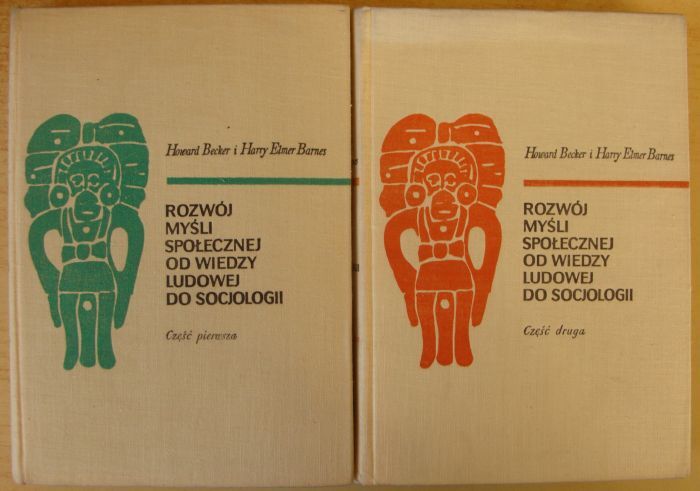 Howard Becker i Harry Elmer Barnes
ROZWÓJ
MYŚLI
SPOŁECZNEJ
OD WIEDZY
LUDOWEJ
DO SOCJOLOGII
Część pierwsza
Howard Becker i Harry Elmer Barnes
ROZWÓJ
MYŚLI
SPOŁECZNEJ
OD WIEDZY
LUDOWEJ
DO SOCJOLOGII
Część druga